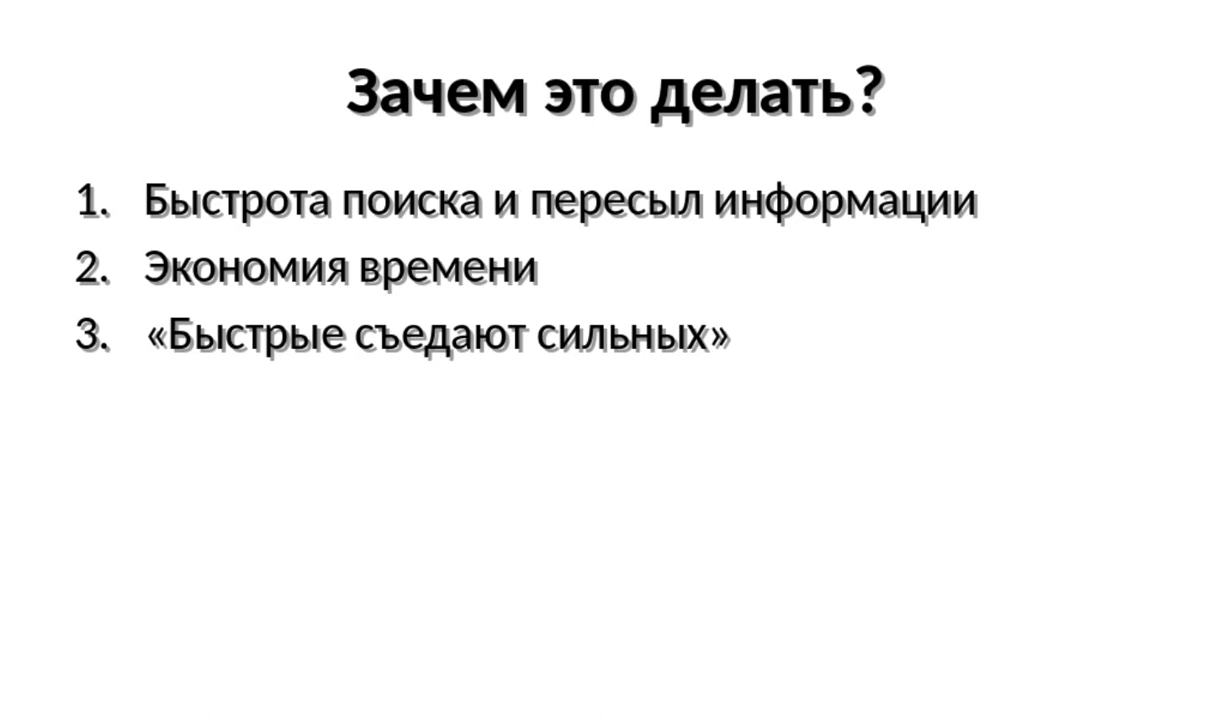 Зачем это делать?
1. Быстрота поиска и пересыл информации
2. Экономия времени
3. «Быстрые съедают сильных»